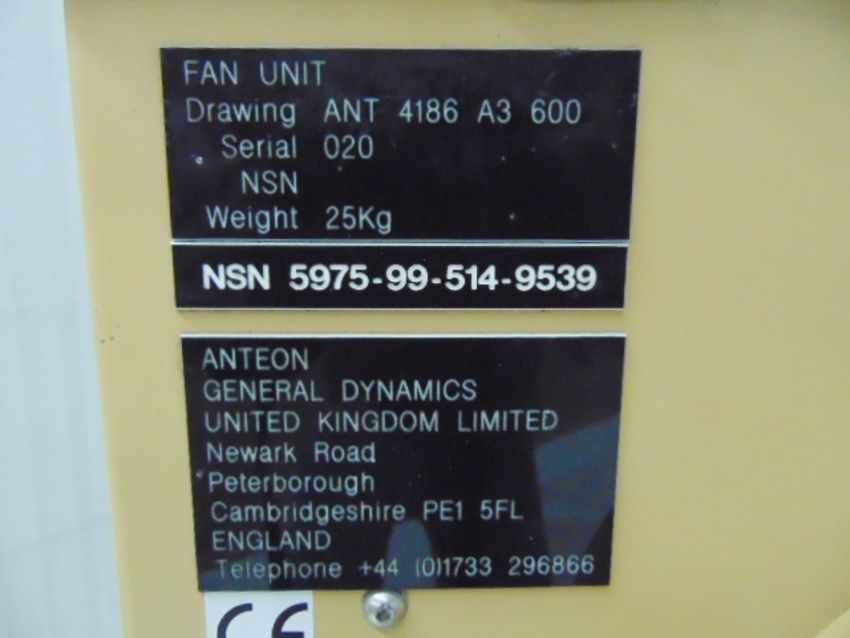 FAN UNIT
Drawing ANT 4186 A3 600
Serial 020
NSN
Weight 25Kg
NSN 5975-99-514-9539
ANTEON
GENERAL DYNAMICS
UNITED KINGDOM LIMITED
Newark Road
Peterborough
Cambridgeshire PE1 5FL
ENGLAND
Telephone +44 (0)1733 296866
CE